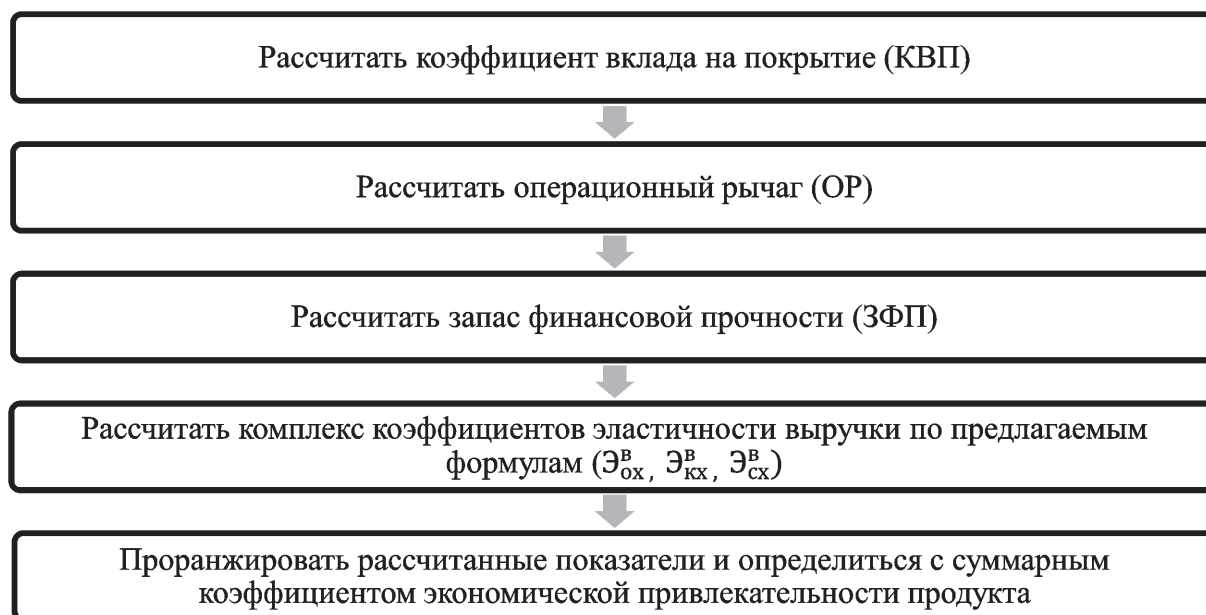 Рассчитать коэффициент вклада на покрытие (КВП)
Рассчитать операционный рычаг (ОР)
Рассчитать запас финансовой прочности (ЗФП)
Рассчитать комплекс коэффициентов эластичности выручки по предлагаемым
формулам (Э^в_ох, Э^в_кх, Э^в_сх)
Проранжировать рассчитанные показатели и определиться с суммарным
коэффициентом экономической привлекательности продукта